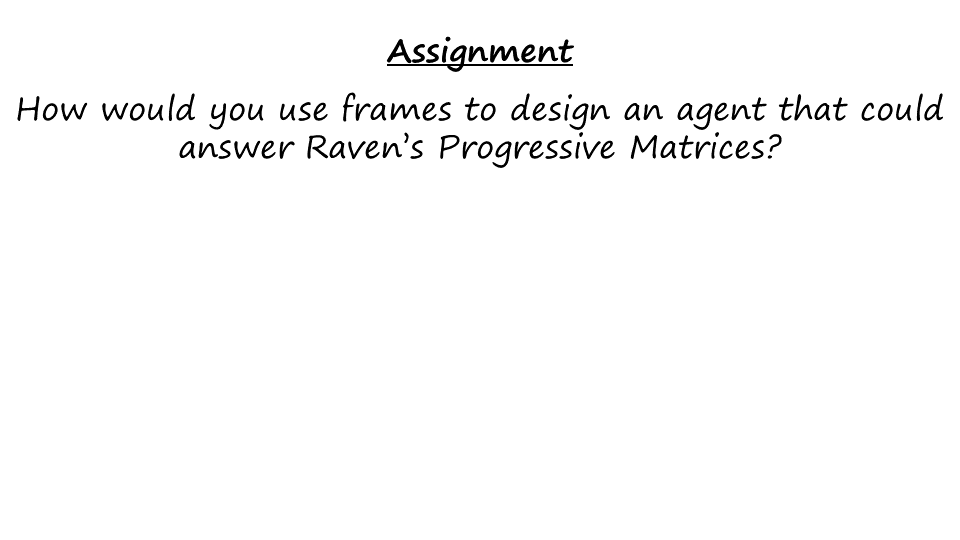 Assignment
How would you use frames to design an agent that could
answer Raven’s Progressive Matrices?